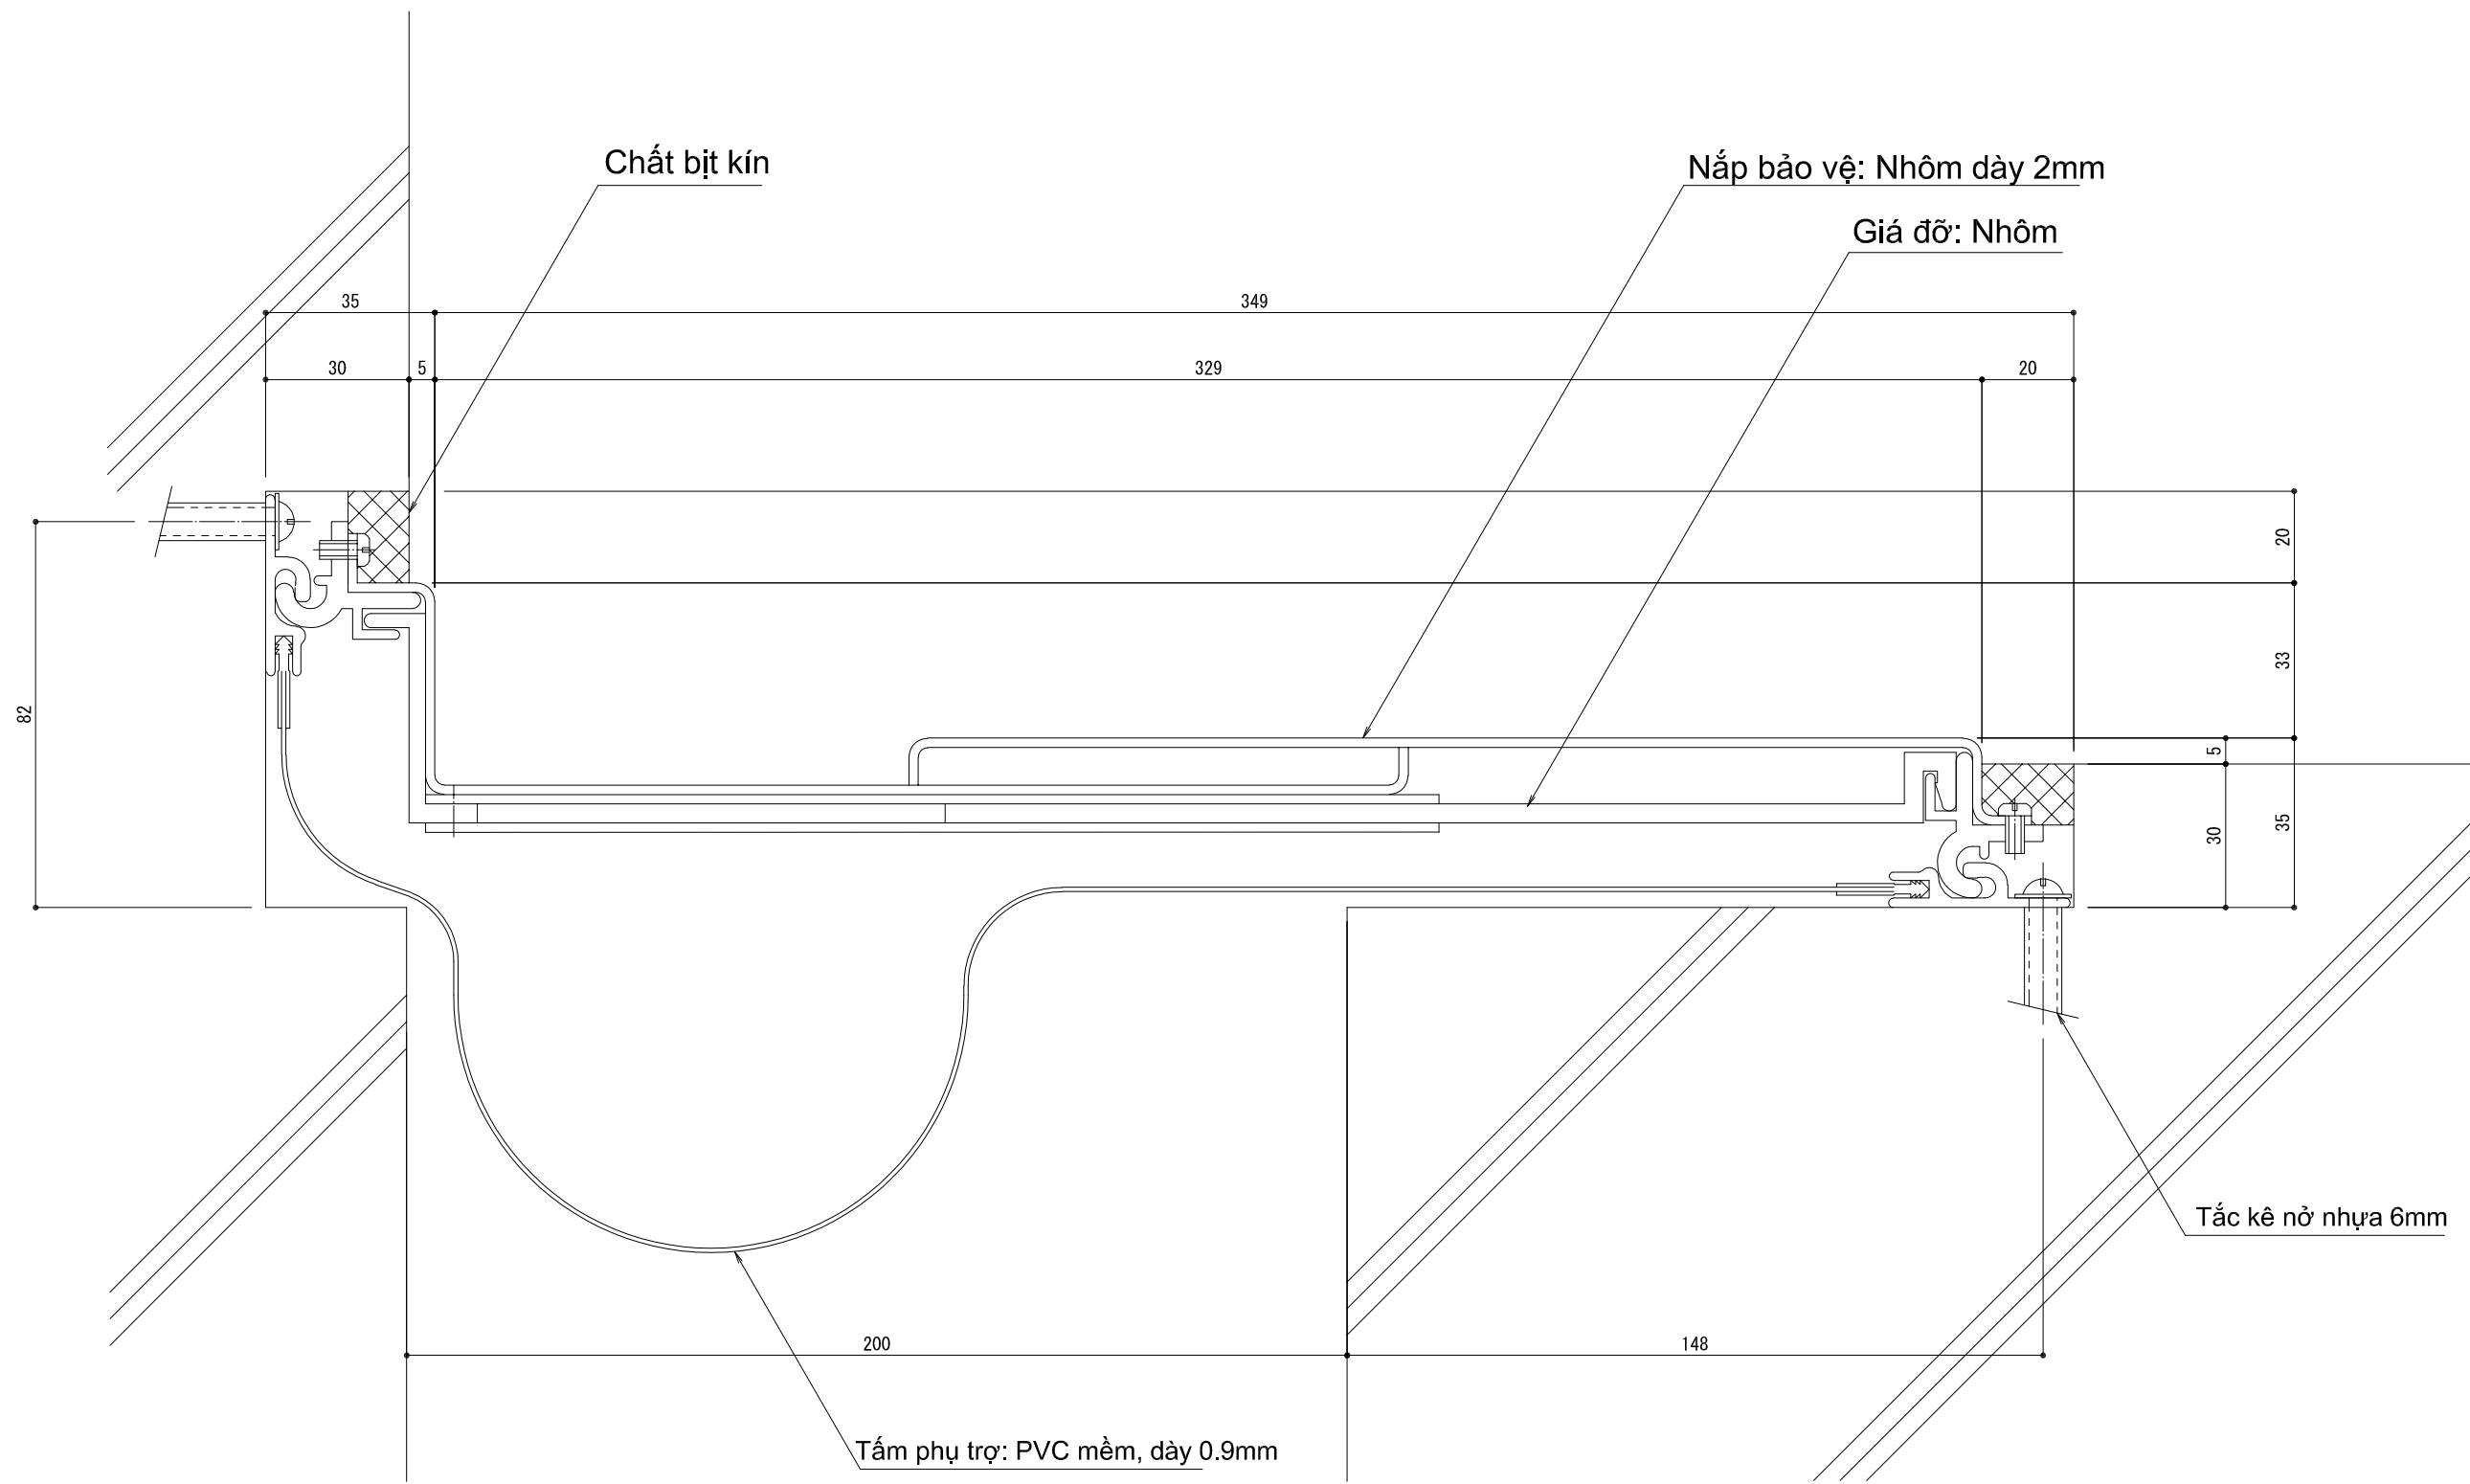 Chất bịt kín
Nắp bảo vệ: Nhôm dày 2mm
Giá đỡ: Nhôm
35
349
30
5
329
20
20
33
82
5
30
35
Tắc kê nở nhựa 6mm
200
148
Tấm phụ trợ: PVC mềm, dày 0.9mm